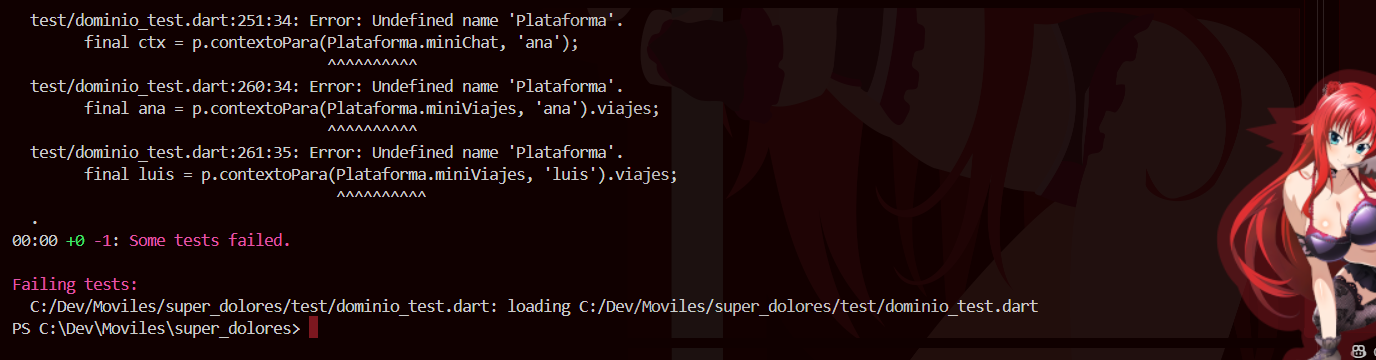 test/dominio_test.dart:251:34: Error: Undefined name 'Plataforma'.
final ctx = p.contextoPara(Plataforma.miniChat, 'ana');
^^^^^^^^^^
test/dominio_test.dart:260:34: Error: Undefined name 'Plataforma'.
final ana = p.contextoPara(Plataforma.miniViajes, 'ana').viajes;
^^^^^^^^^^
test/dominio_test.dart:261:35: Error: Undefined name 'Plataforma'.
final luis = p.contextoPara(Plataforma.miniViajes, 'luis').viajes;
^^^^^^^^^^
.
00:00 +0 -1: Some tests failed.
Failing tests:
C:/Dev/Moviles/super_dolores/test/dominio_test.dart: loading C:/Dev/Moviles/super_dolores/test/dominio_test.dart
PS C:\Dev\Moviles\super_dolores>